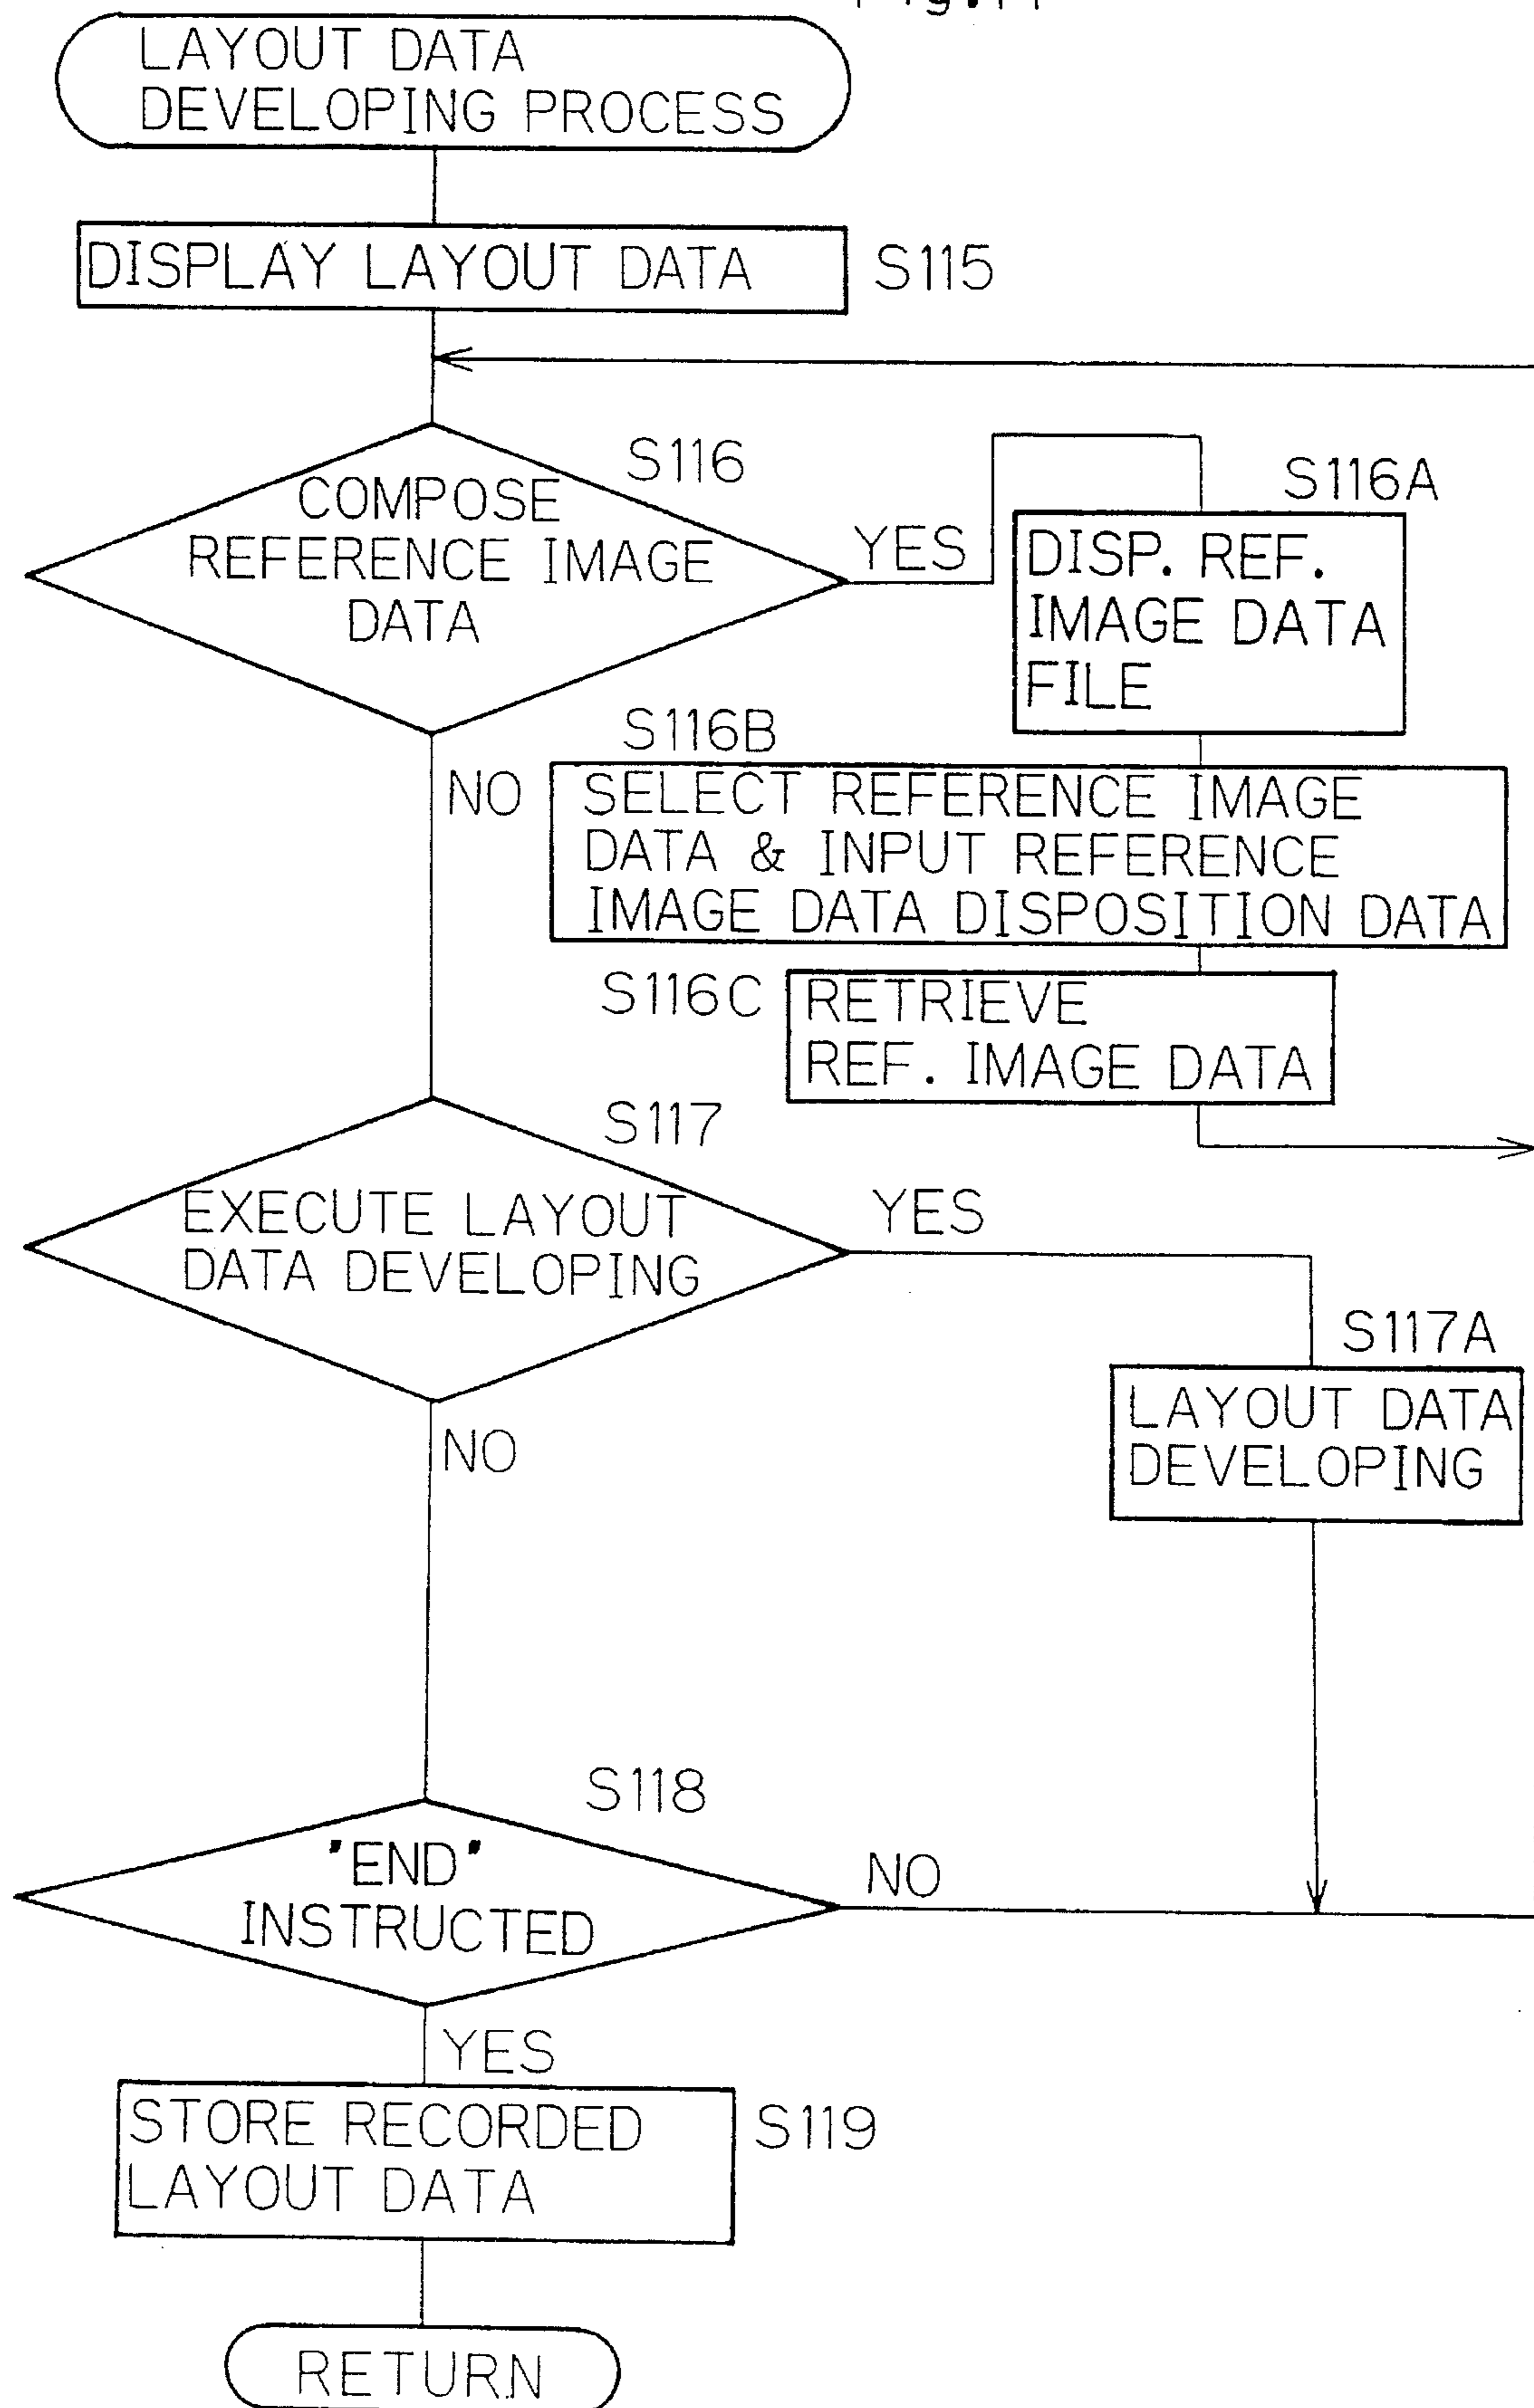 LAYOUT DATA
DEVELOPING PROCESS
DISPLAY LAYOUT DATA
S115
S116
COMPOSE
REFERENCE IMAGE
DATA
YES
S116A
DISP. REF.
IMAGE DATA
FILE
NO
S116B
SELECT REFERENCE IMAGE
DATA & INPUT REFERENCE
IMAGE DATA DISPOSITION DATA
S116C
RETRIEVE
REF. IMAGE DATA
S117
EXECUTE LAYOUT
DATA DEVELOPING
YES
S117A
LAYOUT DATA
DEVELOPING
NO
S118
"END"
INSTRUCTED
NO
YES
STORE RECORDED
LAYOUT DATA
S119
RETURN